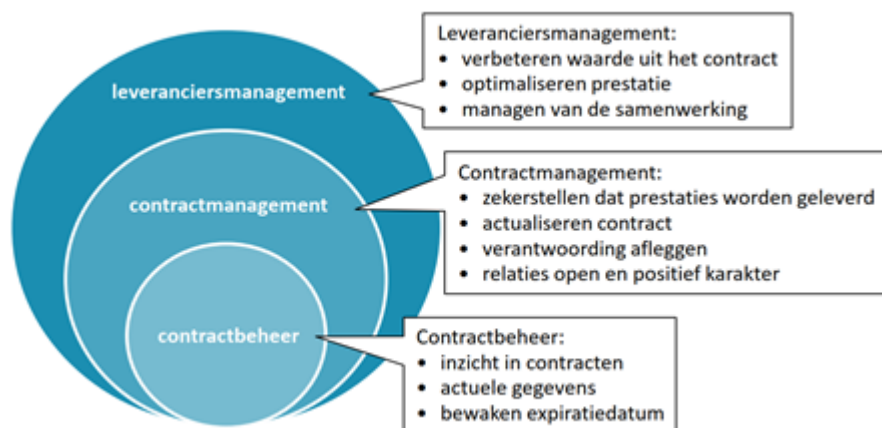 leveranciersmanagement
contractmanagement
contractbeheer
Leveranciersmanagement:
• verbeteren waarde uit het contract
• optimaliseren prestatie
• managen van de samenwerking
Contractmanagement:
• zekerstellen dat prestaties worden geleverd
• actualiseren contract
• verantwoording afleggen
• relaties open en positief karakter
Contractbeheer:
• inzicht in contracten
• actuele gegevens
• bewaken expiratiedatum